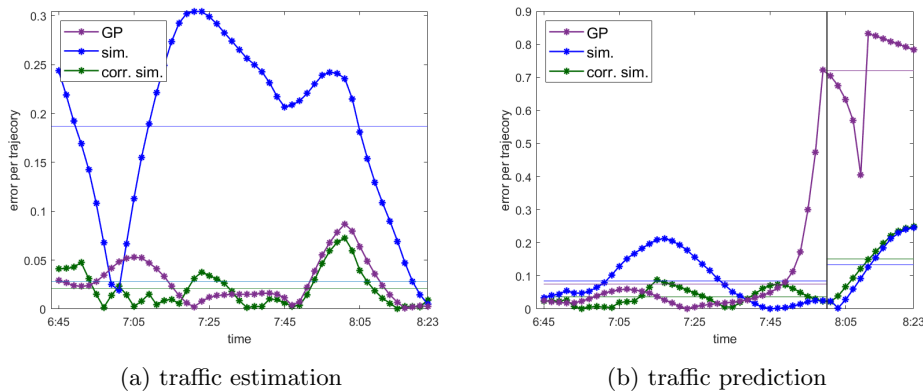 GP
sim.
corr. sim.
0.3
0.25
0.2
0.15
0.1
0.05
0
error per trajecory
6:45 7:05 7:25 7:45 8:05 8:23
time
(a) traffic estimation
GP
sim.
corr. sim.
0.9
0.8
0.7
0.6
0.5
0.4
0.3
0.2
0.1
0
error per trajecory
6:45 7:05 7:25 7:45 8:05 8:23
time
(b) traffic prediction